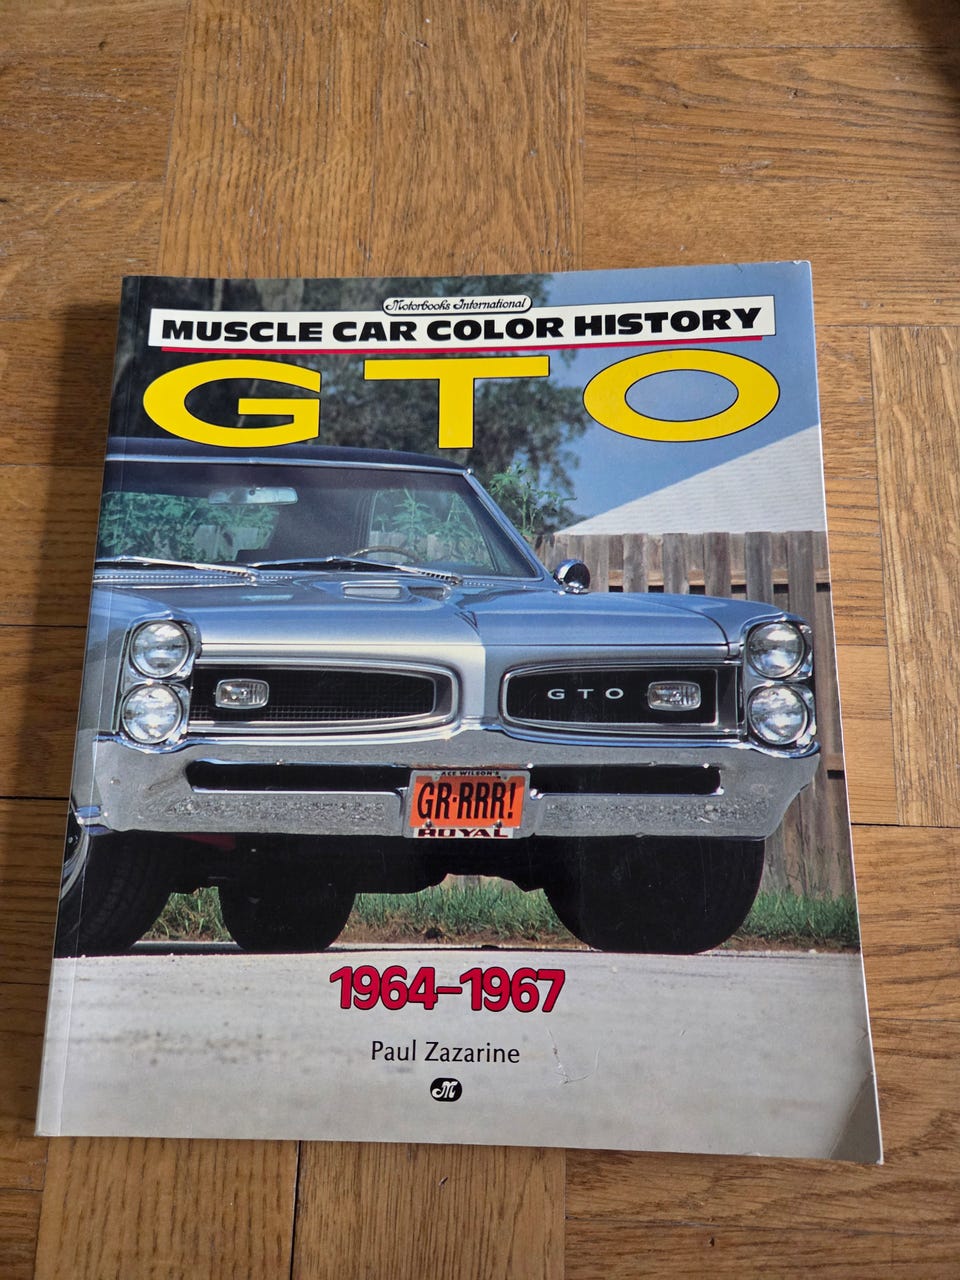 Motorbooks International
MUSCLE CAR COLOR HISTORY
GTO
GTO
ACE WILSON'S
GR-RRR!
ROYAL
1964–1967
Paul Zazarine
M